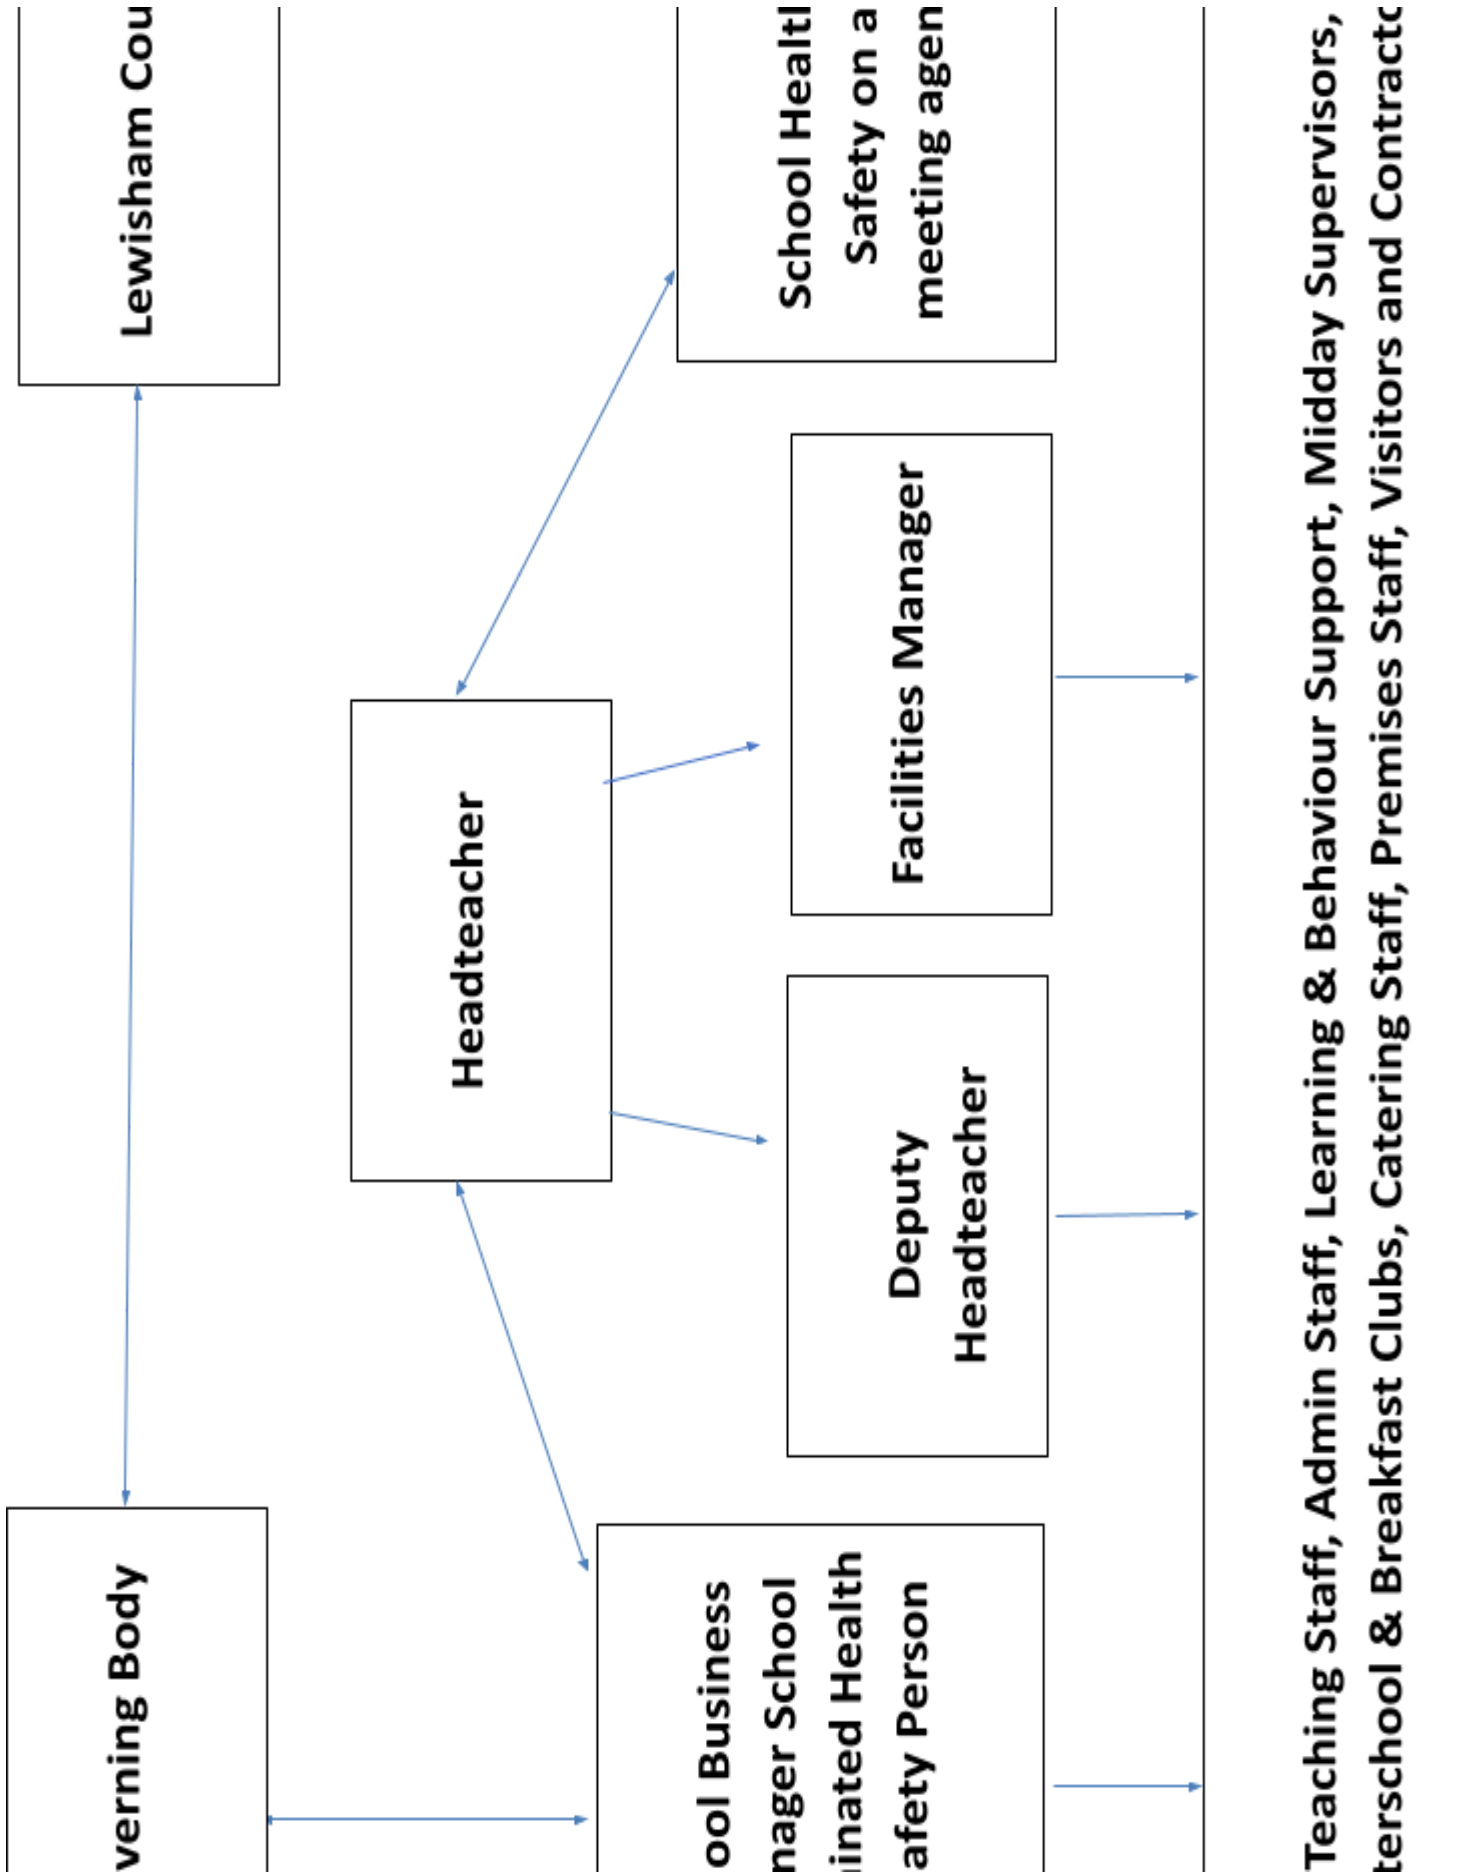 verning Body
Lewisham Cou
Headteacher
ool Business
nager School
inated Health
afety Person
Deputy
Headteacher
Facilities Manager
School Healt
Safety on a
meeting agen
Teaching Staff, Admin Staff, Learning & Behaviour Support, Midday Supervisors,
terschool & Breakfast Clubs, Catering Staff, Premises Staff, Visitors and Contracto